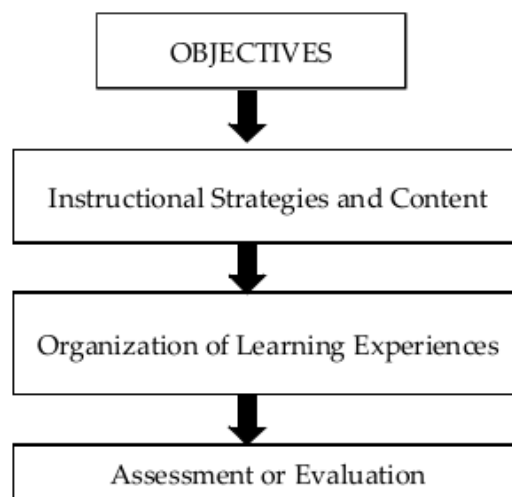 OBJECTIVES
Instructional Strategies and Content
Organization of Learning Experiences
Assessment or Evaluation